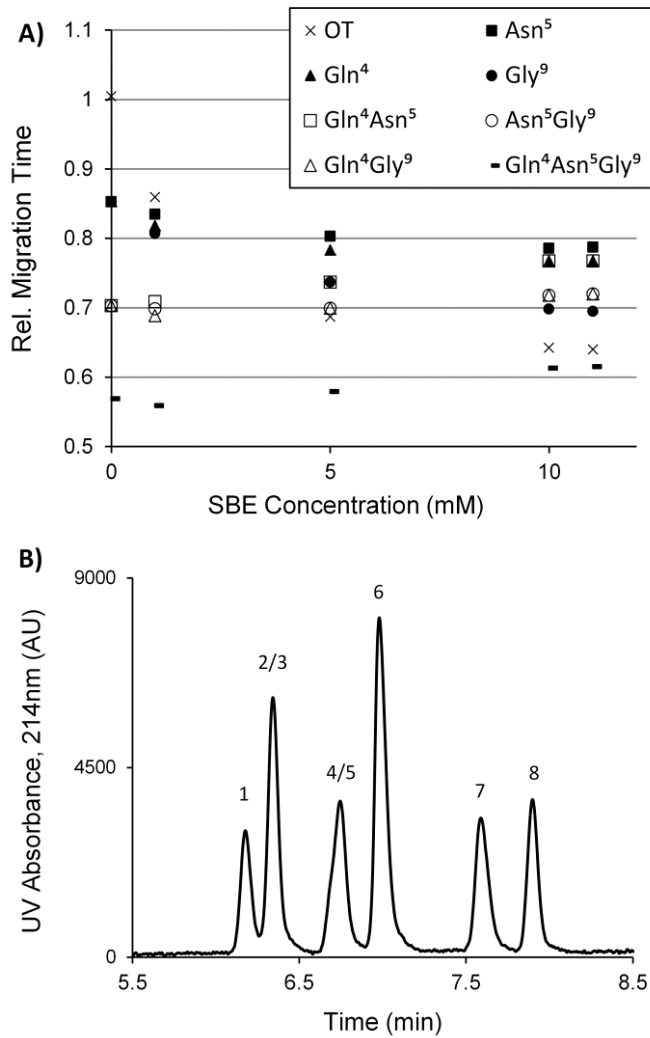 A)
1.1
1
0.9
0.8
0.7
0.6
0.5
Rel. Migration Time
0
5
10
SBE Concentration (mM)
OT
Asn⁵
Gln⁴
Gly⁹
Gln⁴Asn⁵
Asn⁵Gly⁹
Gln⁴Gly⁹
Gln⁴Asn⁵Gly⁹
B)
9000
4500
0
UV Absorbance, 214nm (AU)
1
2/3
4/5
6
7
8
5.5
6.5
7.5
8.5
Time (min)